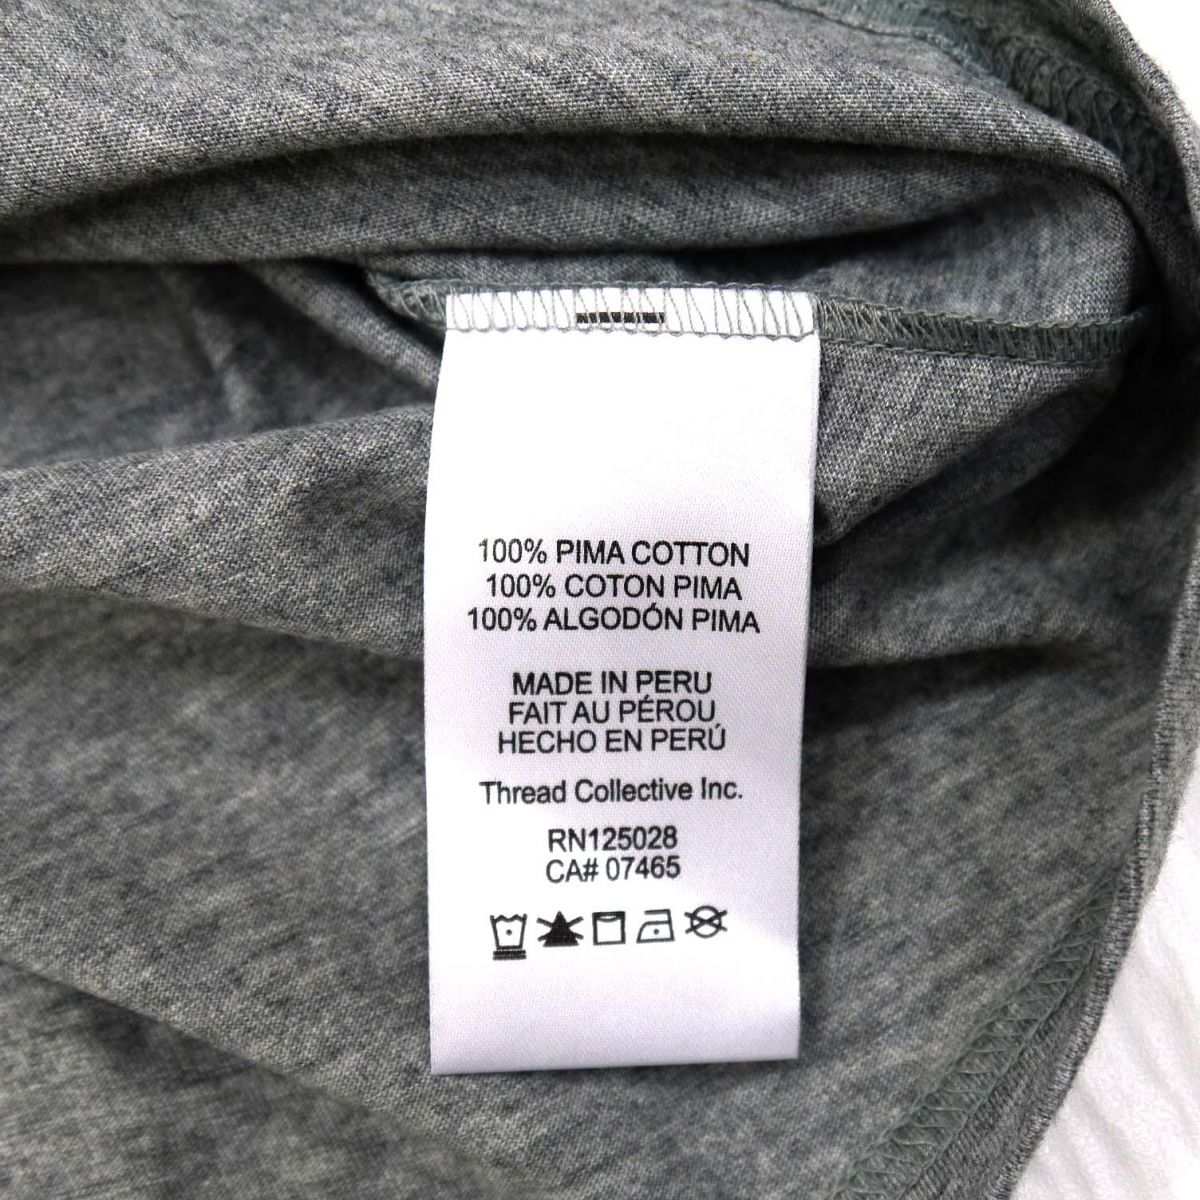 100% PIMA COTTON
100% COTON PIMA
100% ALGODÓN PIMA
MADE IN PERU
FAIT AU PÉROU
HECHO EN PERÚ
Thread Collective Inc.
RN125028
CA# 07465